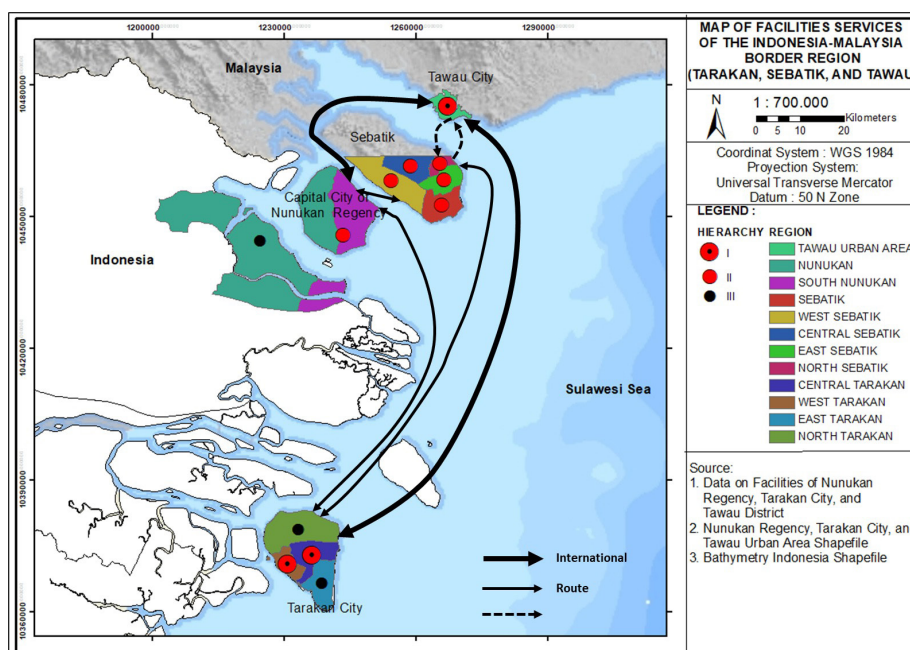 1200000 1230000 1260000 1290000
10480000
10450000
10420000
10390000
10360000
Malaysia
Tawau City
Sebatik
Capital City of
Nunukan Regency
Indonesia
Sulawesi Sea
Tarakan City
International
Route
MAP OF FACILITIES SERVICES
OF THE INDONESIA-MALAYSIA
BORDER REGION
(TARAKAN, SEBATIK, AND TAWAU
N
1 : 700.000
Kilometers
0 5 10 20
Coordinat System : WGS 1984
Proyection System:
Universal Transverse Mercator
Datum : 50 N Zone
LEGEND :
HIERARCHY REGION
I
II
III
TAWAU URBAN AREA
NUNUKAN
SOUTH NUNUKAN
SEBATIK
WEST SEBATIK
CENTRAL SEBATIK
EAST SEBATIK
NORTH SEBATIK
CENTRAL TARAKAN
WEST TARAKAN
EAST TARAKAN
NORTH TARAKAN
Source:
1. Data on Facilities of Nunukan
Regency, Tarakan City, and
Tawau District
2. Nunukan Regency, Tarakan City, an
Tawau Urban Area Shapefile
3. Bathymetry Indonesia Shapefile